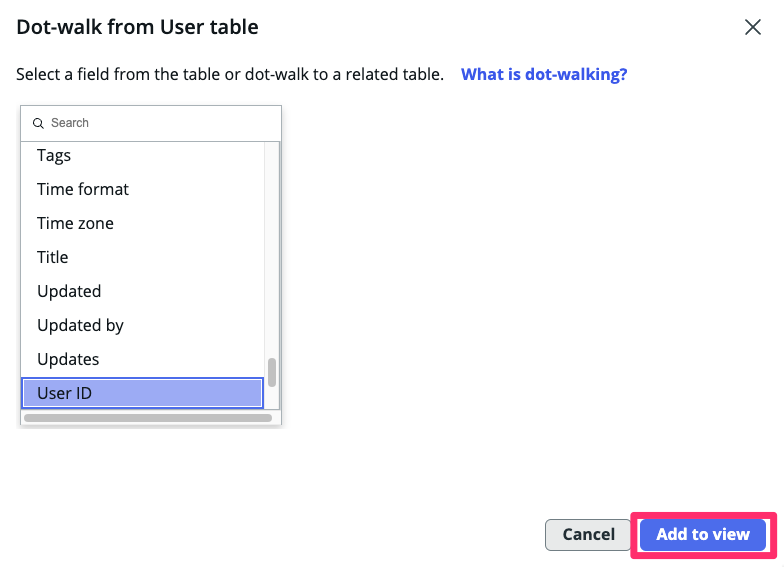 Dot-walk from User table
Select a field from the table or dot-walk to a related table. What is dot-walking?
Search
Tags
Time format
Time zone
Title
Updated
Updated by
Updates
User ID
Cancel
Add to view